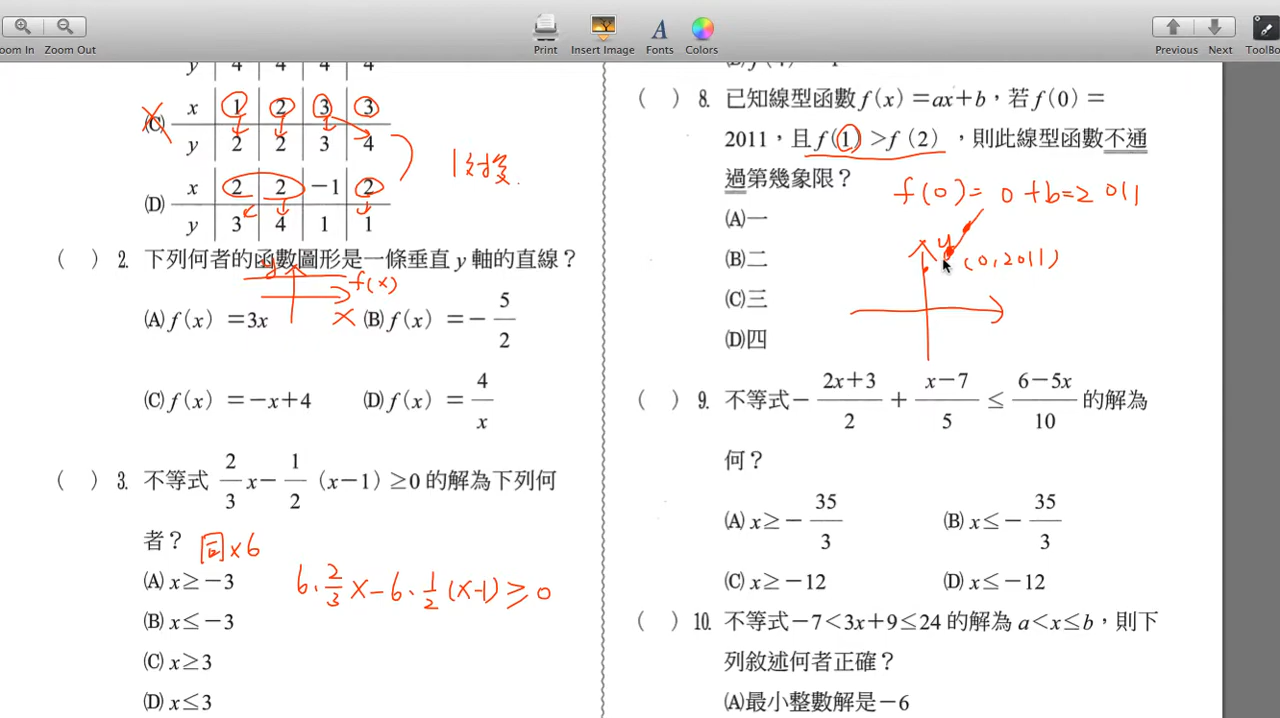 oom In Zoom Out Print Insert Image Fonts Colors Previous Next ToolBo
y 4 4 4 4
(C) x 1 2 3 3
y 2 2 3 4
1對多
(D) x 2 2 −1 2
y 3 4 1 1
( ) 2. 下列何者的函數圖形是一條垂直 y 軸的直線？
y
f(x)
(A) f(x) =3x (B) f(x) =− 5/2
(C) f(x) =−x+4 (D) f(x) = 4/x
( ) 3. 不等式 2/3 x− 1/2 (x−1) ≥0 的解為下列何
者？
同×6
(A) x≥−3
6·2/3 x−6·1/2 (x-1) ≥ 0
(B) x≤−3
(C) x≥3
(D) x≤3
( ) 8. 已知線型函數 f(x) =ax+b，若 f(0) =
2011，且 f(1) >f(2)，則此線型函數不通
過第幾象限？
f(0)= 0+b=2011
(A)一
y
(B)二
(0,2011)
(C)三
(D)四
( ) 9. 不等式− 2x+3/2 + x−7/5 ≤ 6−5x/10 的解為
何？
(A) x≥− 35/3 (B) x≤− 35/3
(C) x≥−12 (D) x≤−12
( ) 10. 不等式−7<3x+9≤24 的解為 a<x≤b，則下
列敘述何者正確？
(A)最小整數解是−6